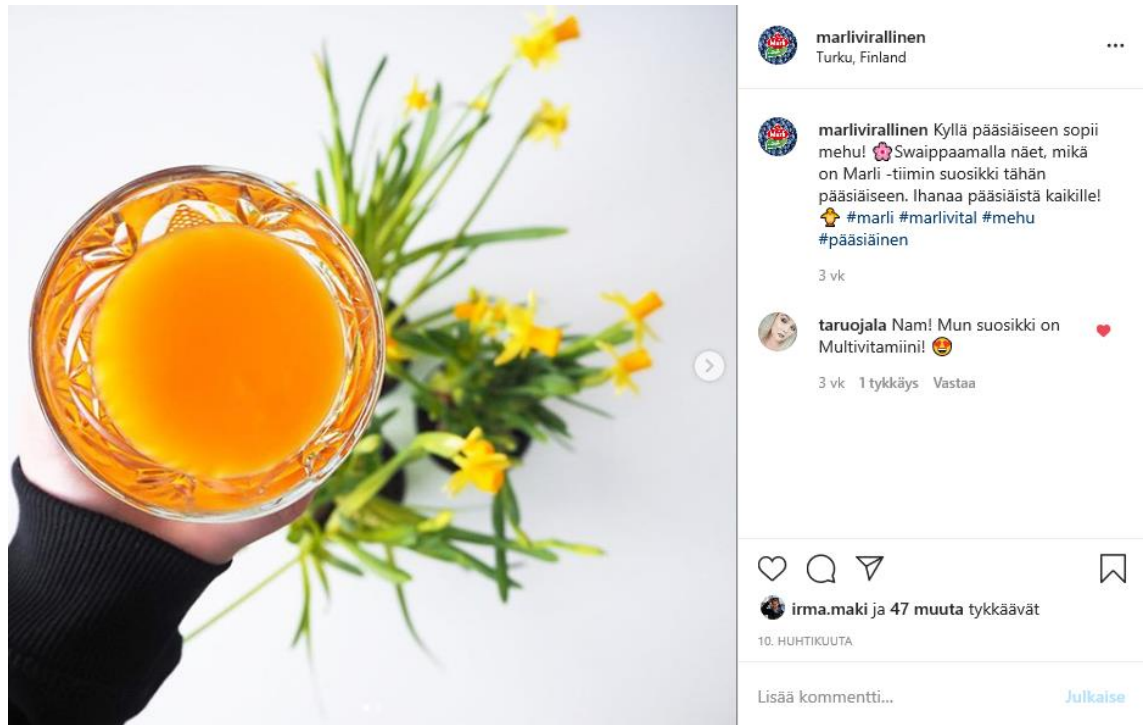 marlivirallinen
Turku, Finland
marlivirallinen Kyllä pääsiäiseen sopii
mehu! 🌸Swaippaamalla näet, mikä
on Marli -tiimin suosikki tähän
pääsiäiseen. Ihanaa pääsiäistä kaikille!
🐥 #marli #marlivital #mehu
#pääsiäinen
3 vk
taruojala Nam! Mun suosikki on
Multivitamiini! 🤩
3 vk 1 tykkäys Vastaa
irma.maki ja 47 muuta tykkäävät
10. HUHTIKUUTA
Lisää kommentti... Julkaise